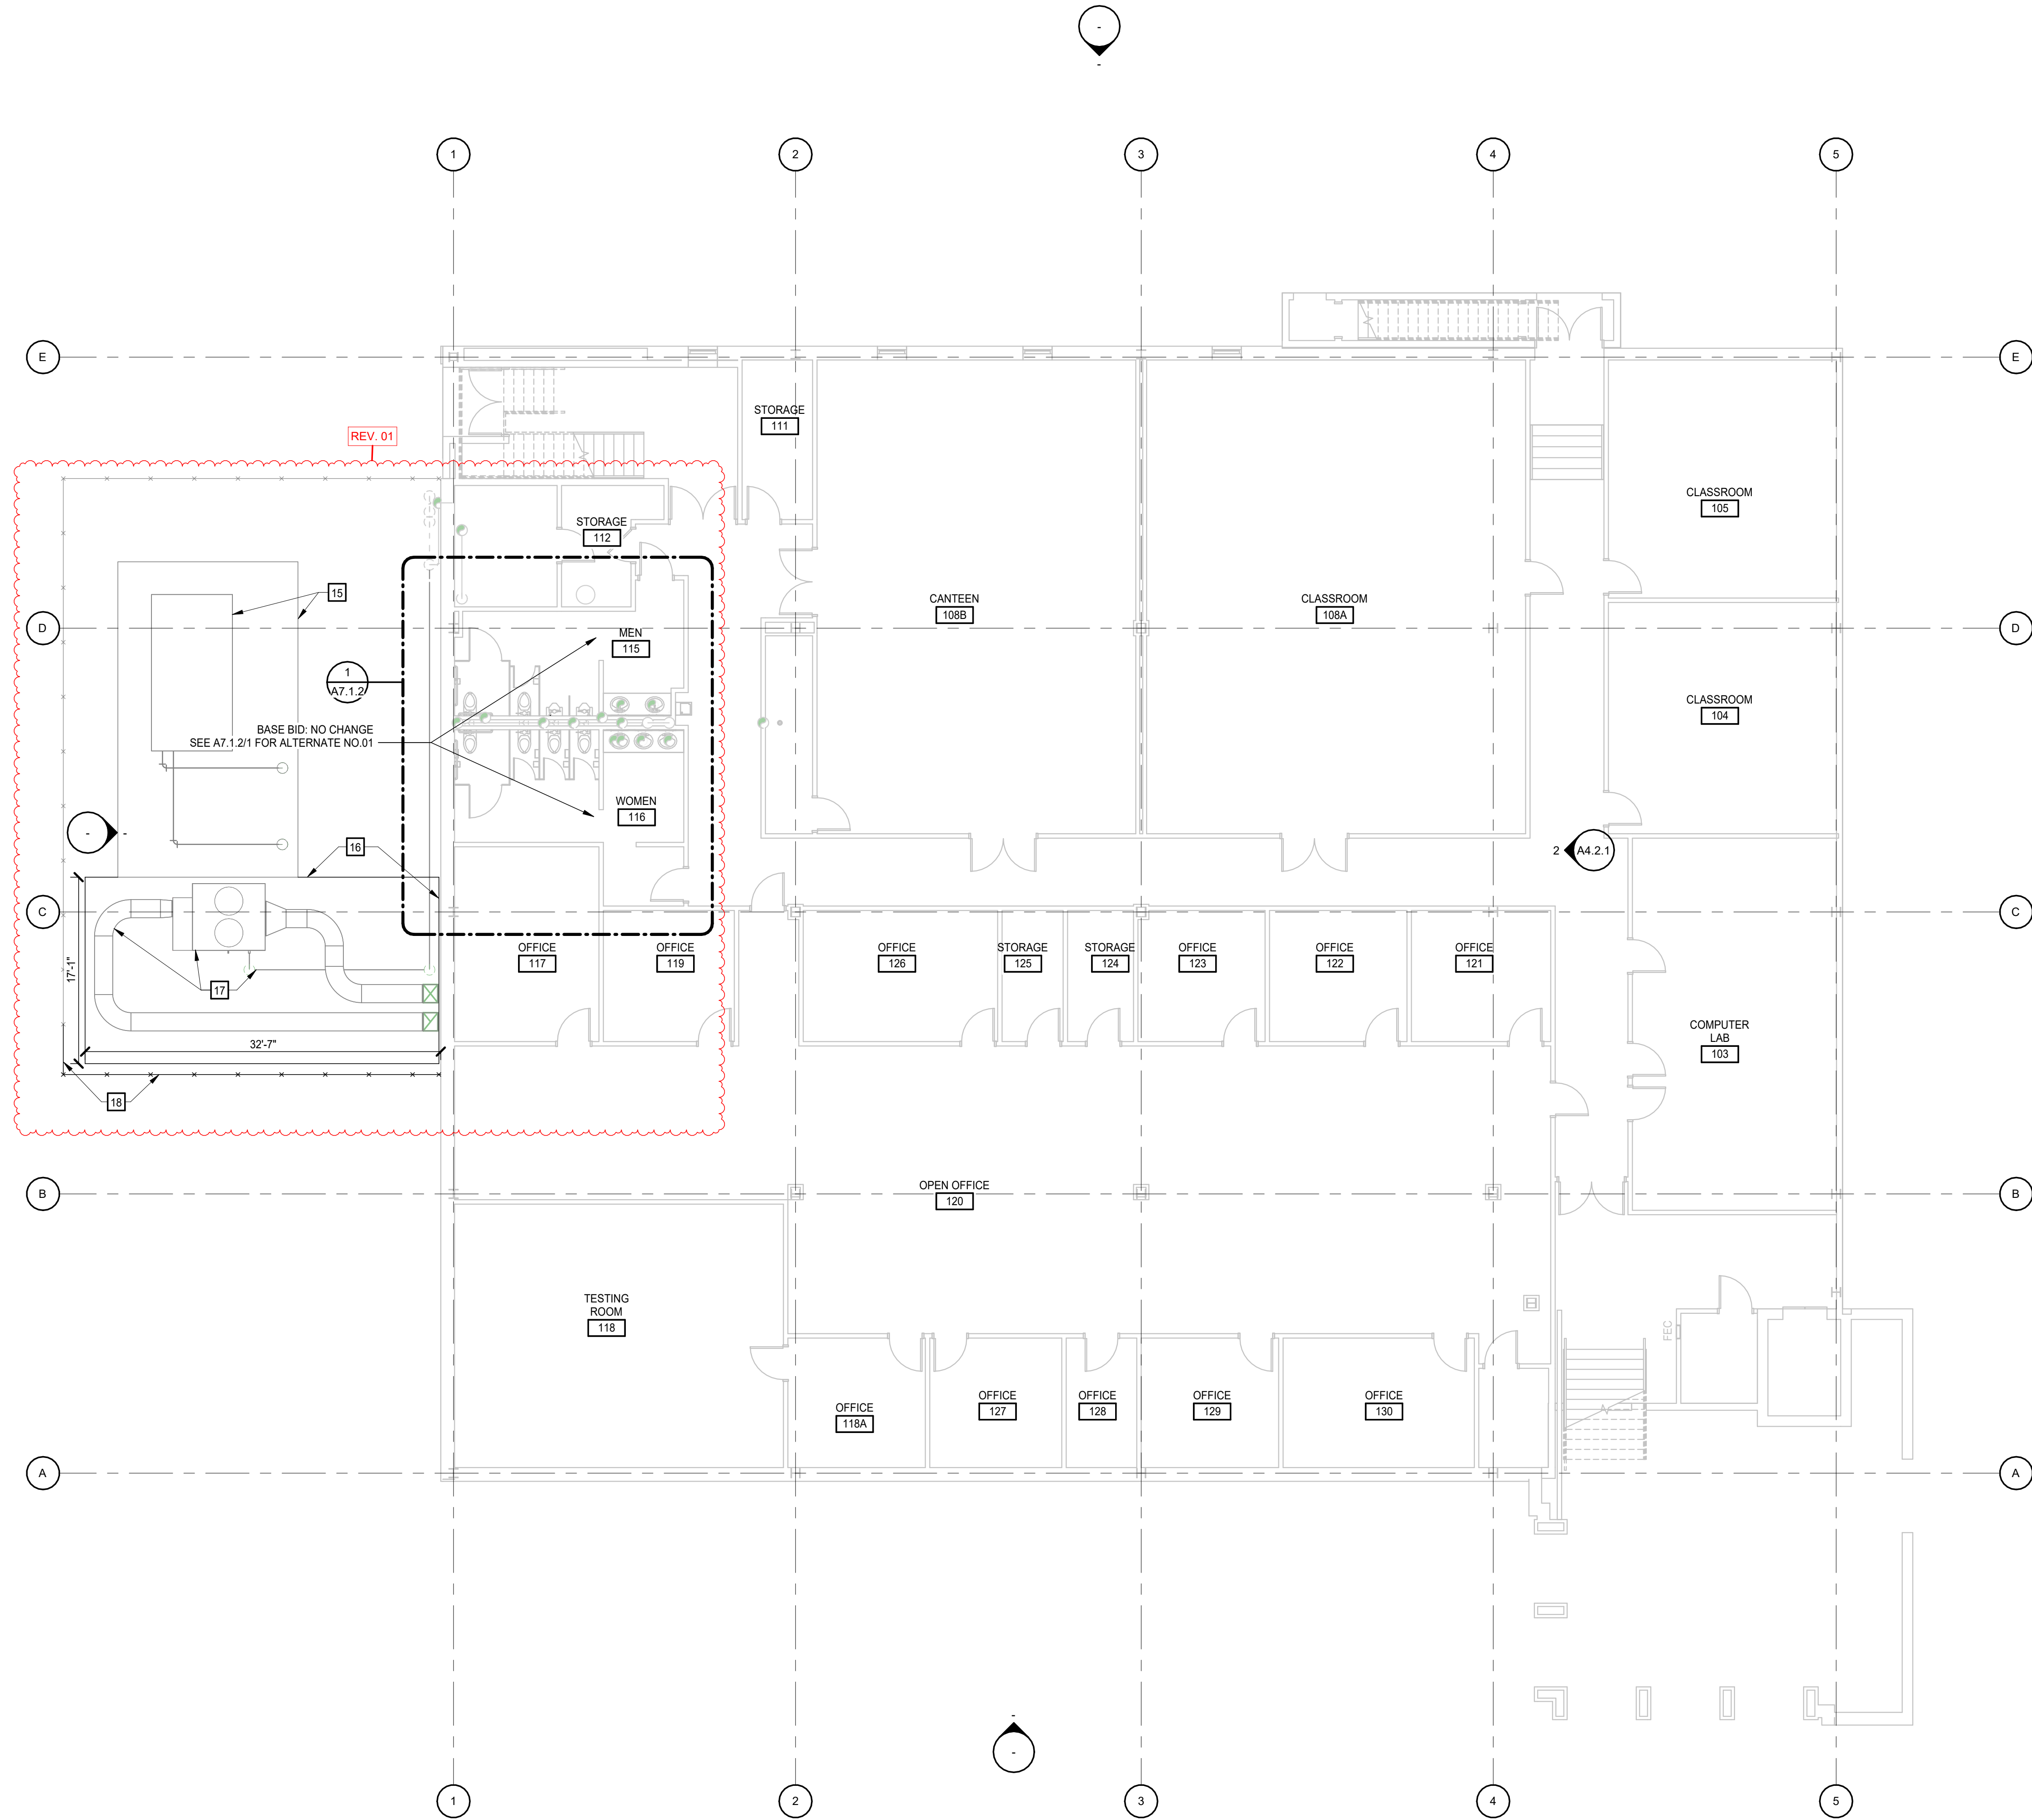 -
-
1
2
3
4
5
E
E
STORAGE
111
REV. 01
CLASSROOM
105
STORAGE
112
15
CANTEEN
108B
CLASSROOM
108A
D
D
MEN
115
1
A7.1.2
CLASSROOM
104
BASE BID: NO CHANGE
SEE A7.1.2/1 FOR ALTERNATE NO.01
WOMEN
116
-
-
16
2
A4.2.1
C
C
OFFICE
117
OFFICE
119
OFFICE
126
STORAGE
125
STORAGE
124
OFFICE
123
OFFICE
122
OFFICE
121
17'-1"
17
32'-7"
COMPUTER
LAB
103
18
B
B
OPEN OFFICE
120
TESTING
ROOM
118
FEC
OFFICE
118A
OFFICE
127
OFFICE
128
OFFICE
129
OFFICE
130
A
A
-
-
1
2
3
4
5